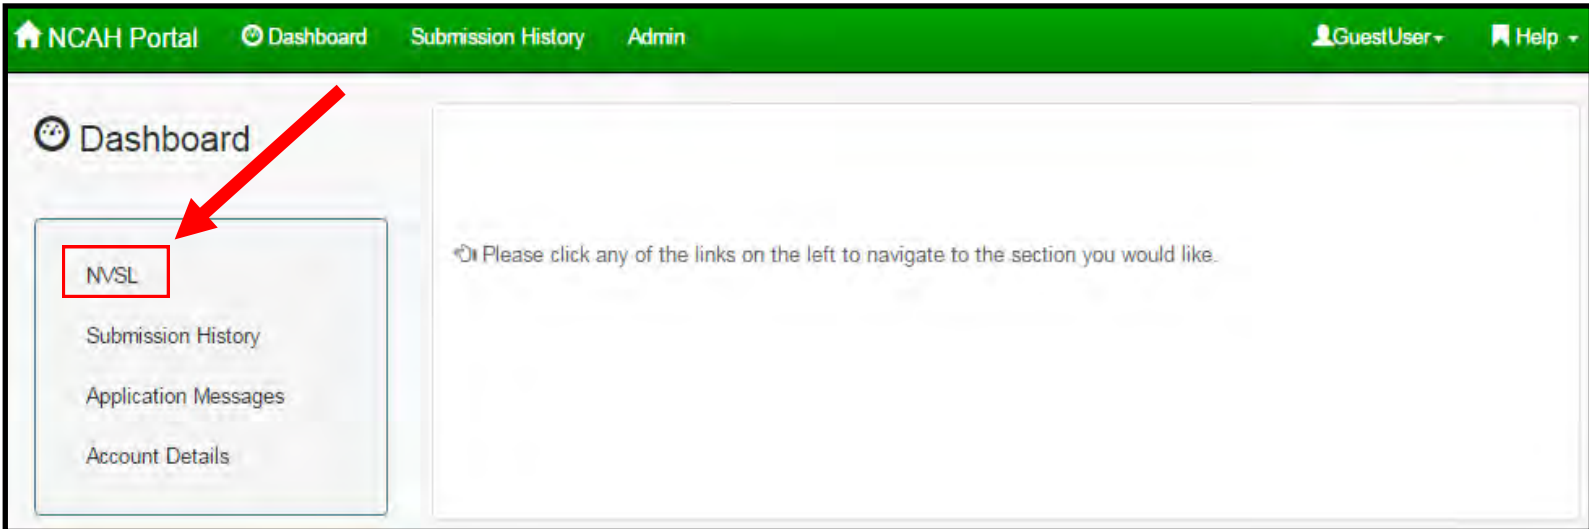 NCAH Portal Dashboard Submission History Admin GuestUser Help
Dashboard
Please click any of the links on the left to navigate to the section you would like.
NVSL
Submission History
Application Messages
Account Details